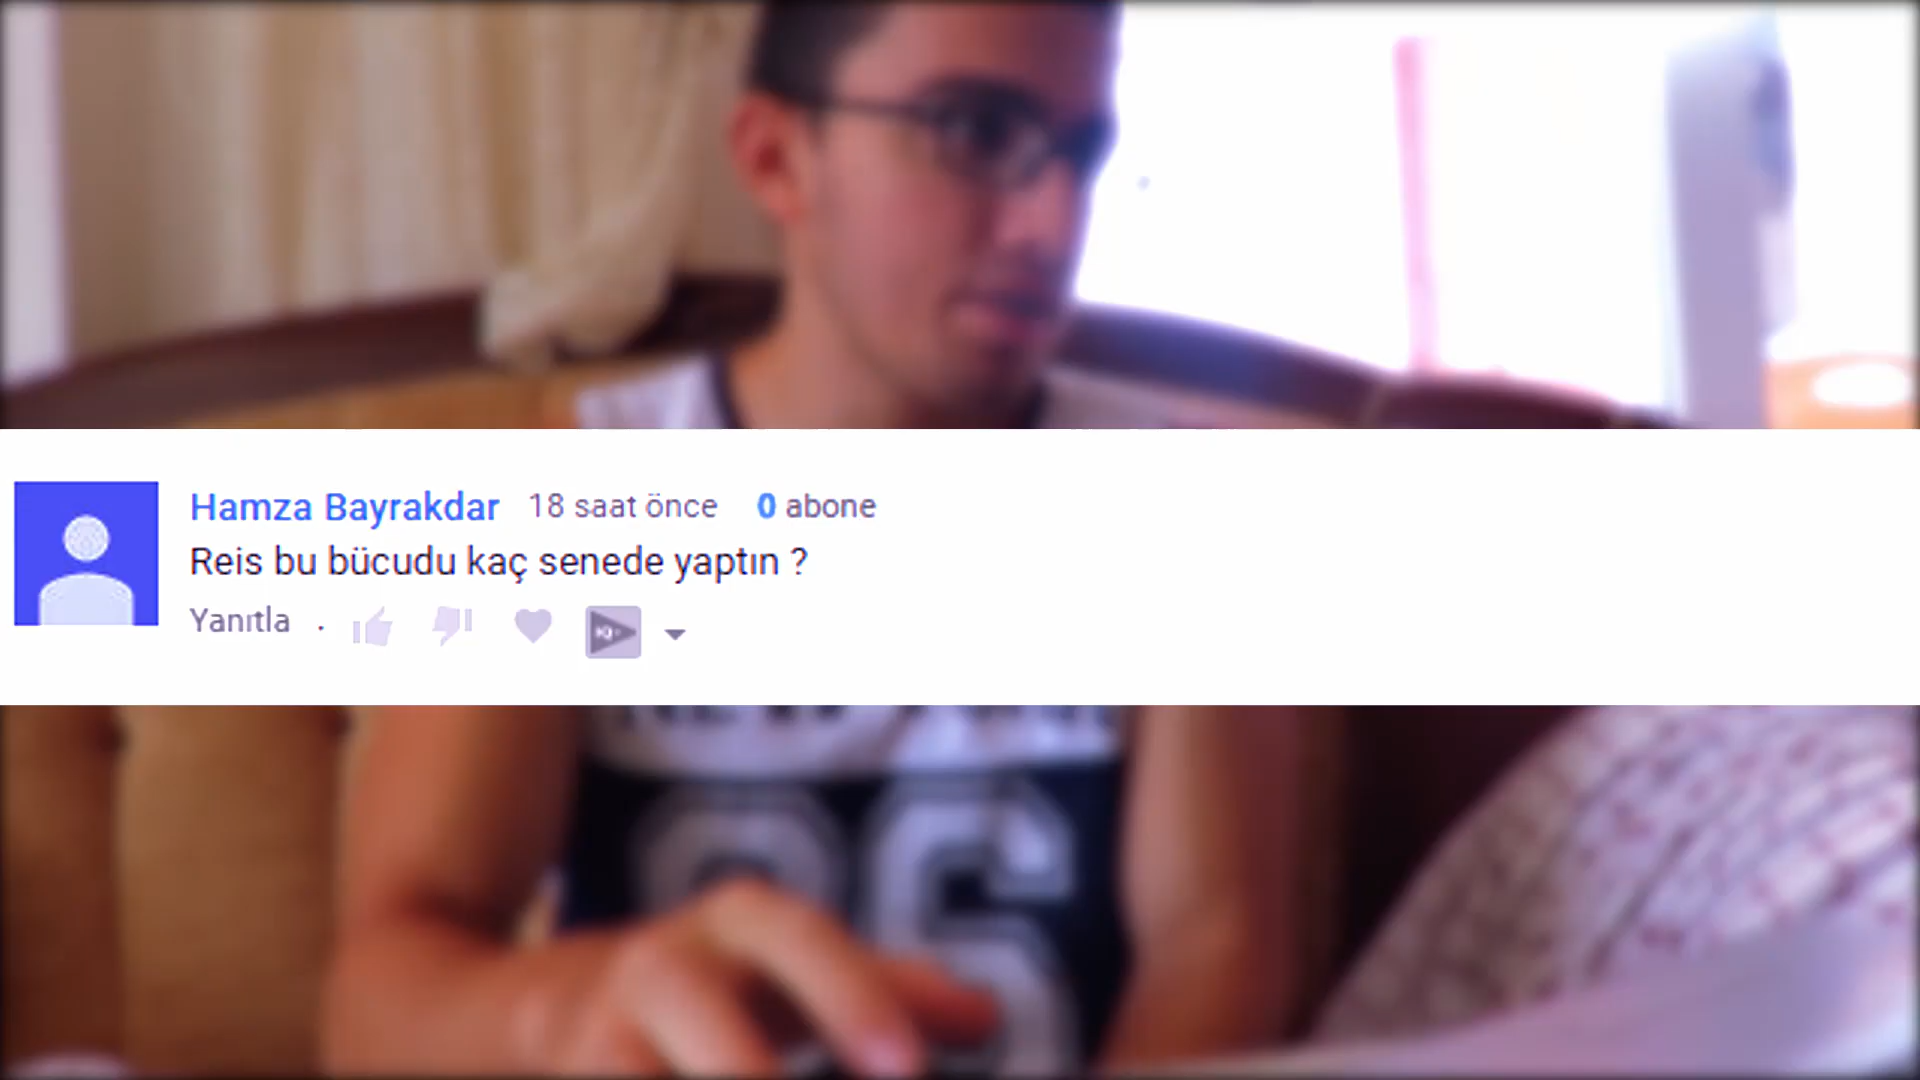 Hamza Bayrakdar 18 saat önce 0 abone
Reis bu bücudu kaç senede yaptın ?
Yanıtla .